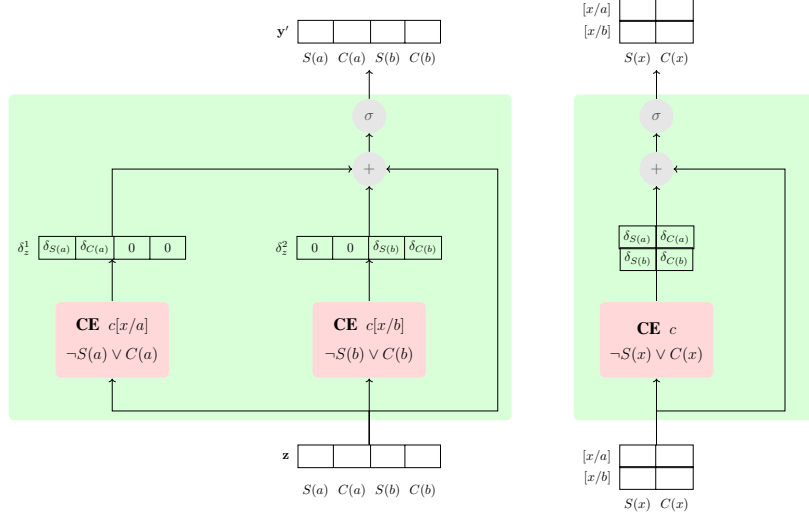 y′
S(a) C(a) S(b) C(b)
σ
+
δ_z^1 δ_{S(a)} δ_{C(a)} 0 0
δ_z^2 0 0 δ_{S(b)} δ_{C(b)}
CE c[x/a]
¬S(a) ∨ C(a)
CE c[x/b]
¬S(b) ∨ C(b)
z
S(a) C(a) S(b) C(b)
[x/a]
[x/b]
S(x) C(x)
σ
+
δ_{S(a)} δ_{C(a)}
δ_{S(b)} δ_{C(b)}
CE c
¬S(x) ∨ C(x)
[x/a]
[x/b]
S(x) C(x)